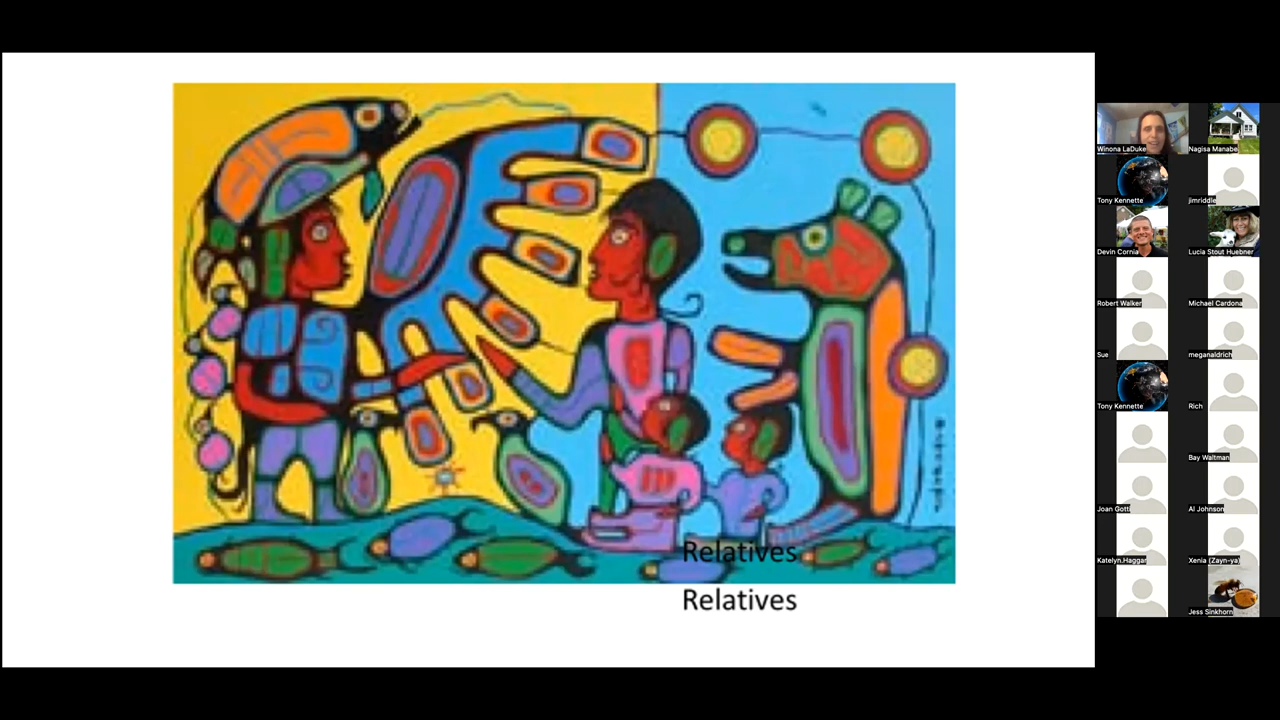 Relatives
Relatives
Winona LaDuke
Nagisa Manabe
Tony Kennette
jimriddle
Devin Cornia
Lucia Stout Huebner
Robert Walker
Michael Cardona
Sue
meganaldrich
Tony Kennette
Rich
Bay Waltman
Joan Gotti
Al Johnson
Katelyn.Haggar
Xenia (Zayn-ya)
Jess Sinkhorn